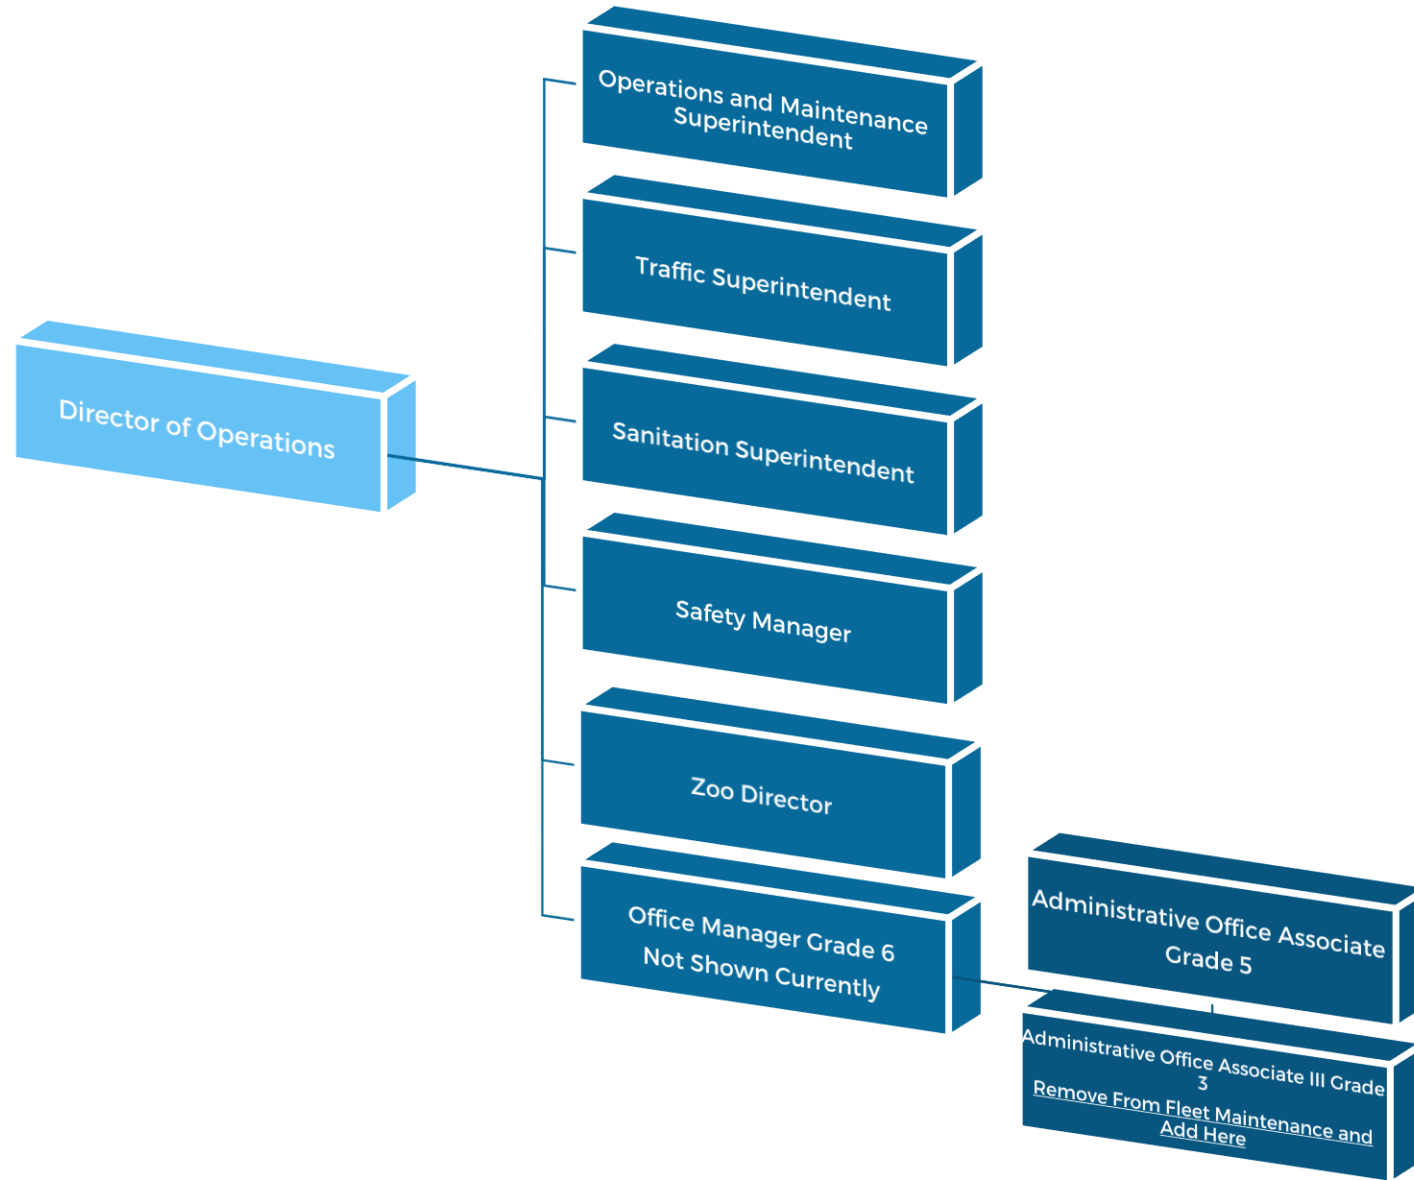 Operations and Maintenance
Superintendent
Traffic Superintendent
Director of Operations
Sanitation Superintendent
Safety Manager
Zoo Director
Office Manager Grade 6
Not Shown Currently
Administrative Office Associate
Grade 5
Administrative Office Associate III Grade
3
Remove From Fleet Maintenance and
Add Here